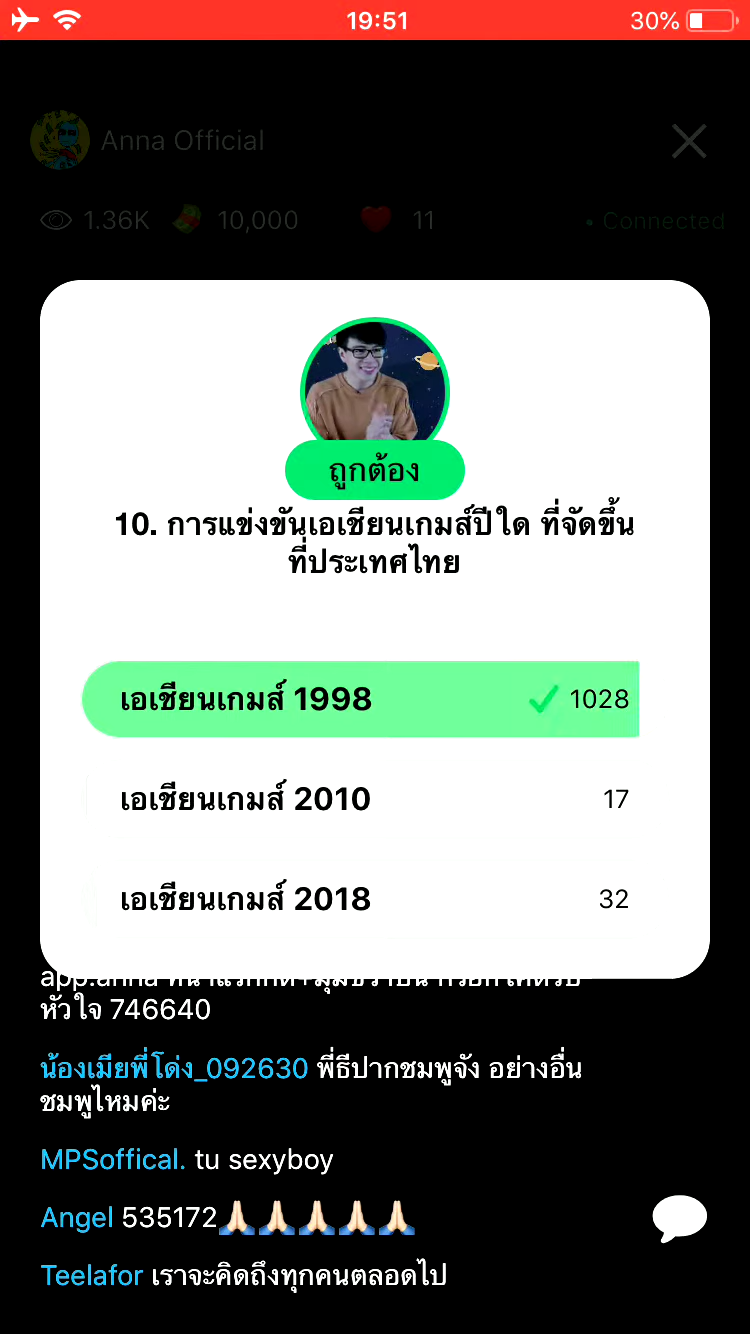 19:51
30%
Anna Official
1.36K
10,000
11
Connected
ถูกต้อง
10. การแข่งขันเอเชียนเกมส์ปีใด ที่จัดขึ้น
ที่ประเทศไทย
เอเชียนเกมส์ 1998
1028
เอเชียนเกมส์ 2010
17
เอเชียนเกมส์ 2018
32
app.anna
หัวใจ 746640
น้องเมียพี่โด่ง_092630 พี่ธีปากชมพูจัง อย่างอื่น
ชมพูไหมค่ะ
MPSoffical. tu sexyboy
Angel 535172🙏🏻🙏🏻🙏🏻🙏🏻🙏🏻
Teelafor เราจะคิดถึงทุกคนตลอดไป